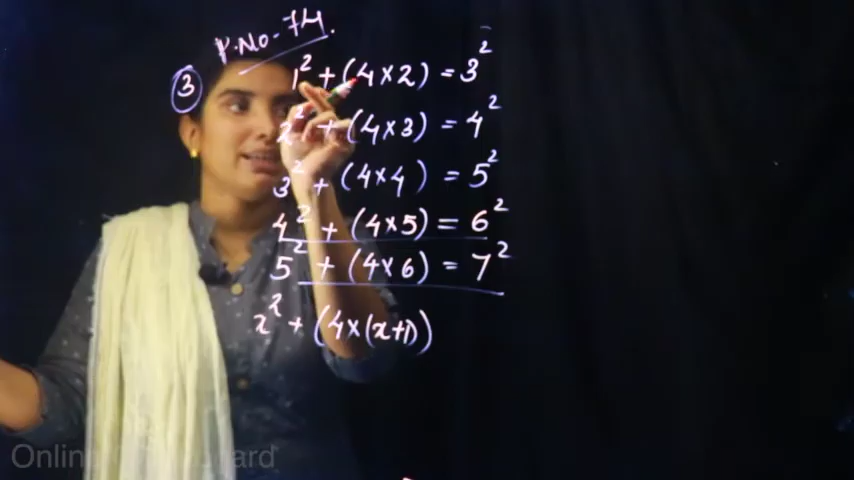 P.No-74.
③ 1² + (4×2) = 3²
2² + (4×3) = 4²
3² + (4×4) = 5²
4² + (4×5) = 6²
5² + (4×6) = 7²
x² + (4×(x+1))